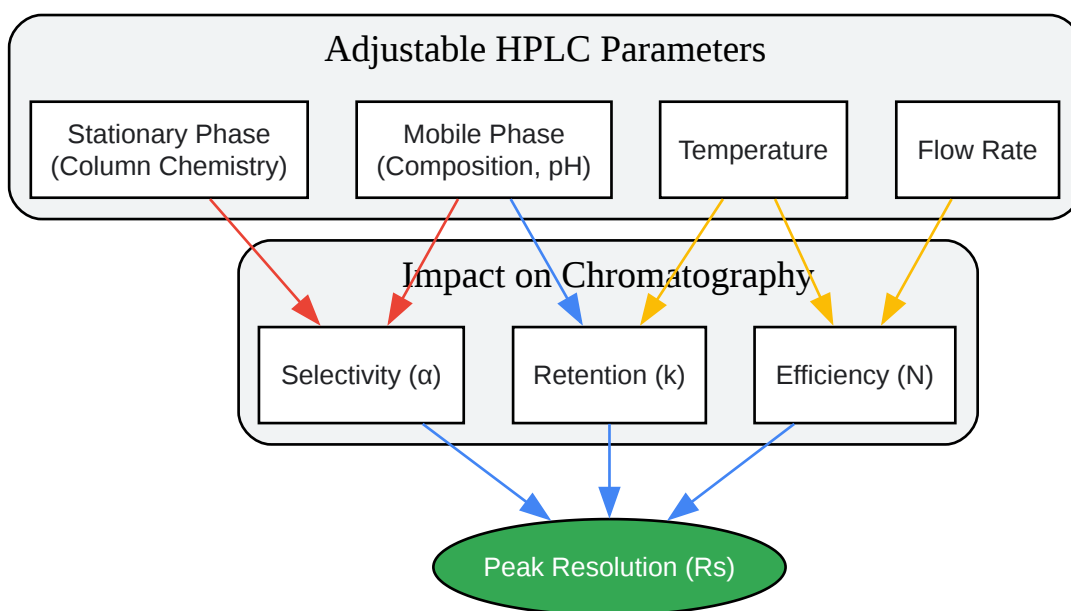 Adjustable HPLC Parameters
Stationary Phase
(Column Chemistry)
Mobile Phase
(Composition, pH)
Temperature
Flow Rate
Impact on Chromatography
Selectivity (α)
Retention (k)
Efficiency (N)
Peak Resolution (Rs)